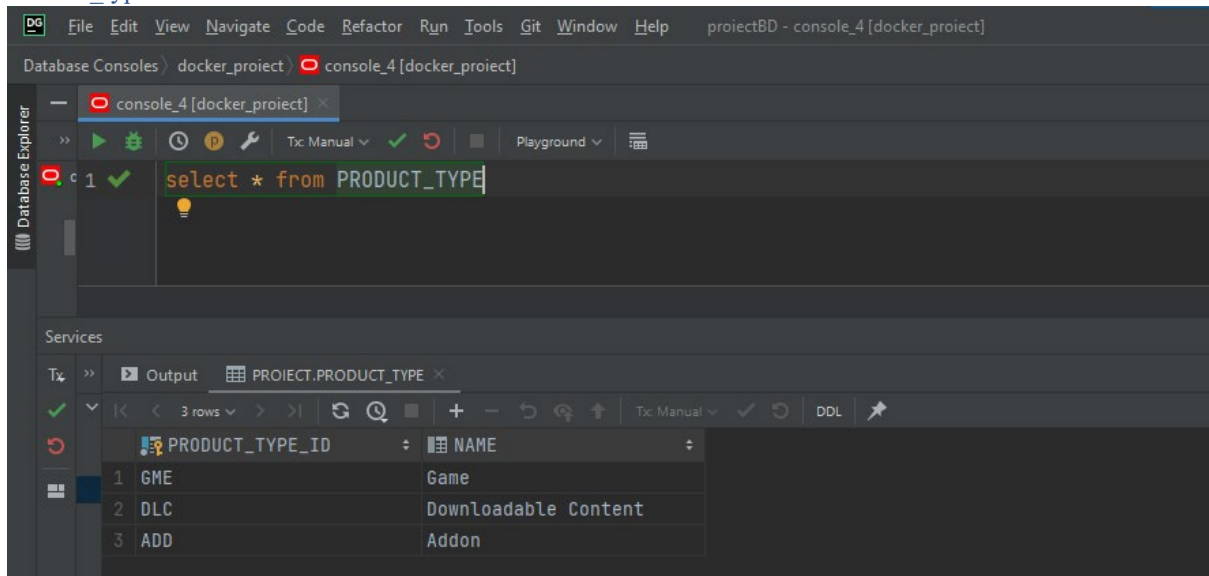 DG File Edit View Navigate Code Refactor Run Tools Git Window Help proiectBD - console_4 [docker_proiect]
Database Consoles docker_proiect console_4 [docker_proiect]
console_4 [docker_proiect]
Tx: Manual Playground
Database Explorer
1 select * from PRODUCT_TYPE
Services
Tx Output PROIECT.PRODUCT_TYPE
3 rows Tx: Manual DDL
PRODUCT_TYPE_ID NAME
1 GME Game
2 DLC Downloadable Content
3 ADD Addon